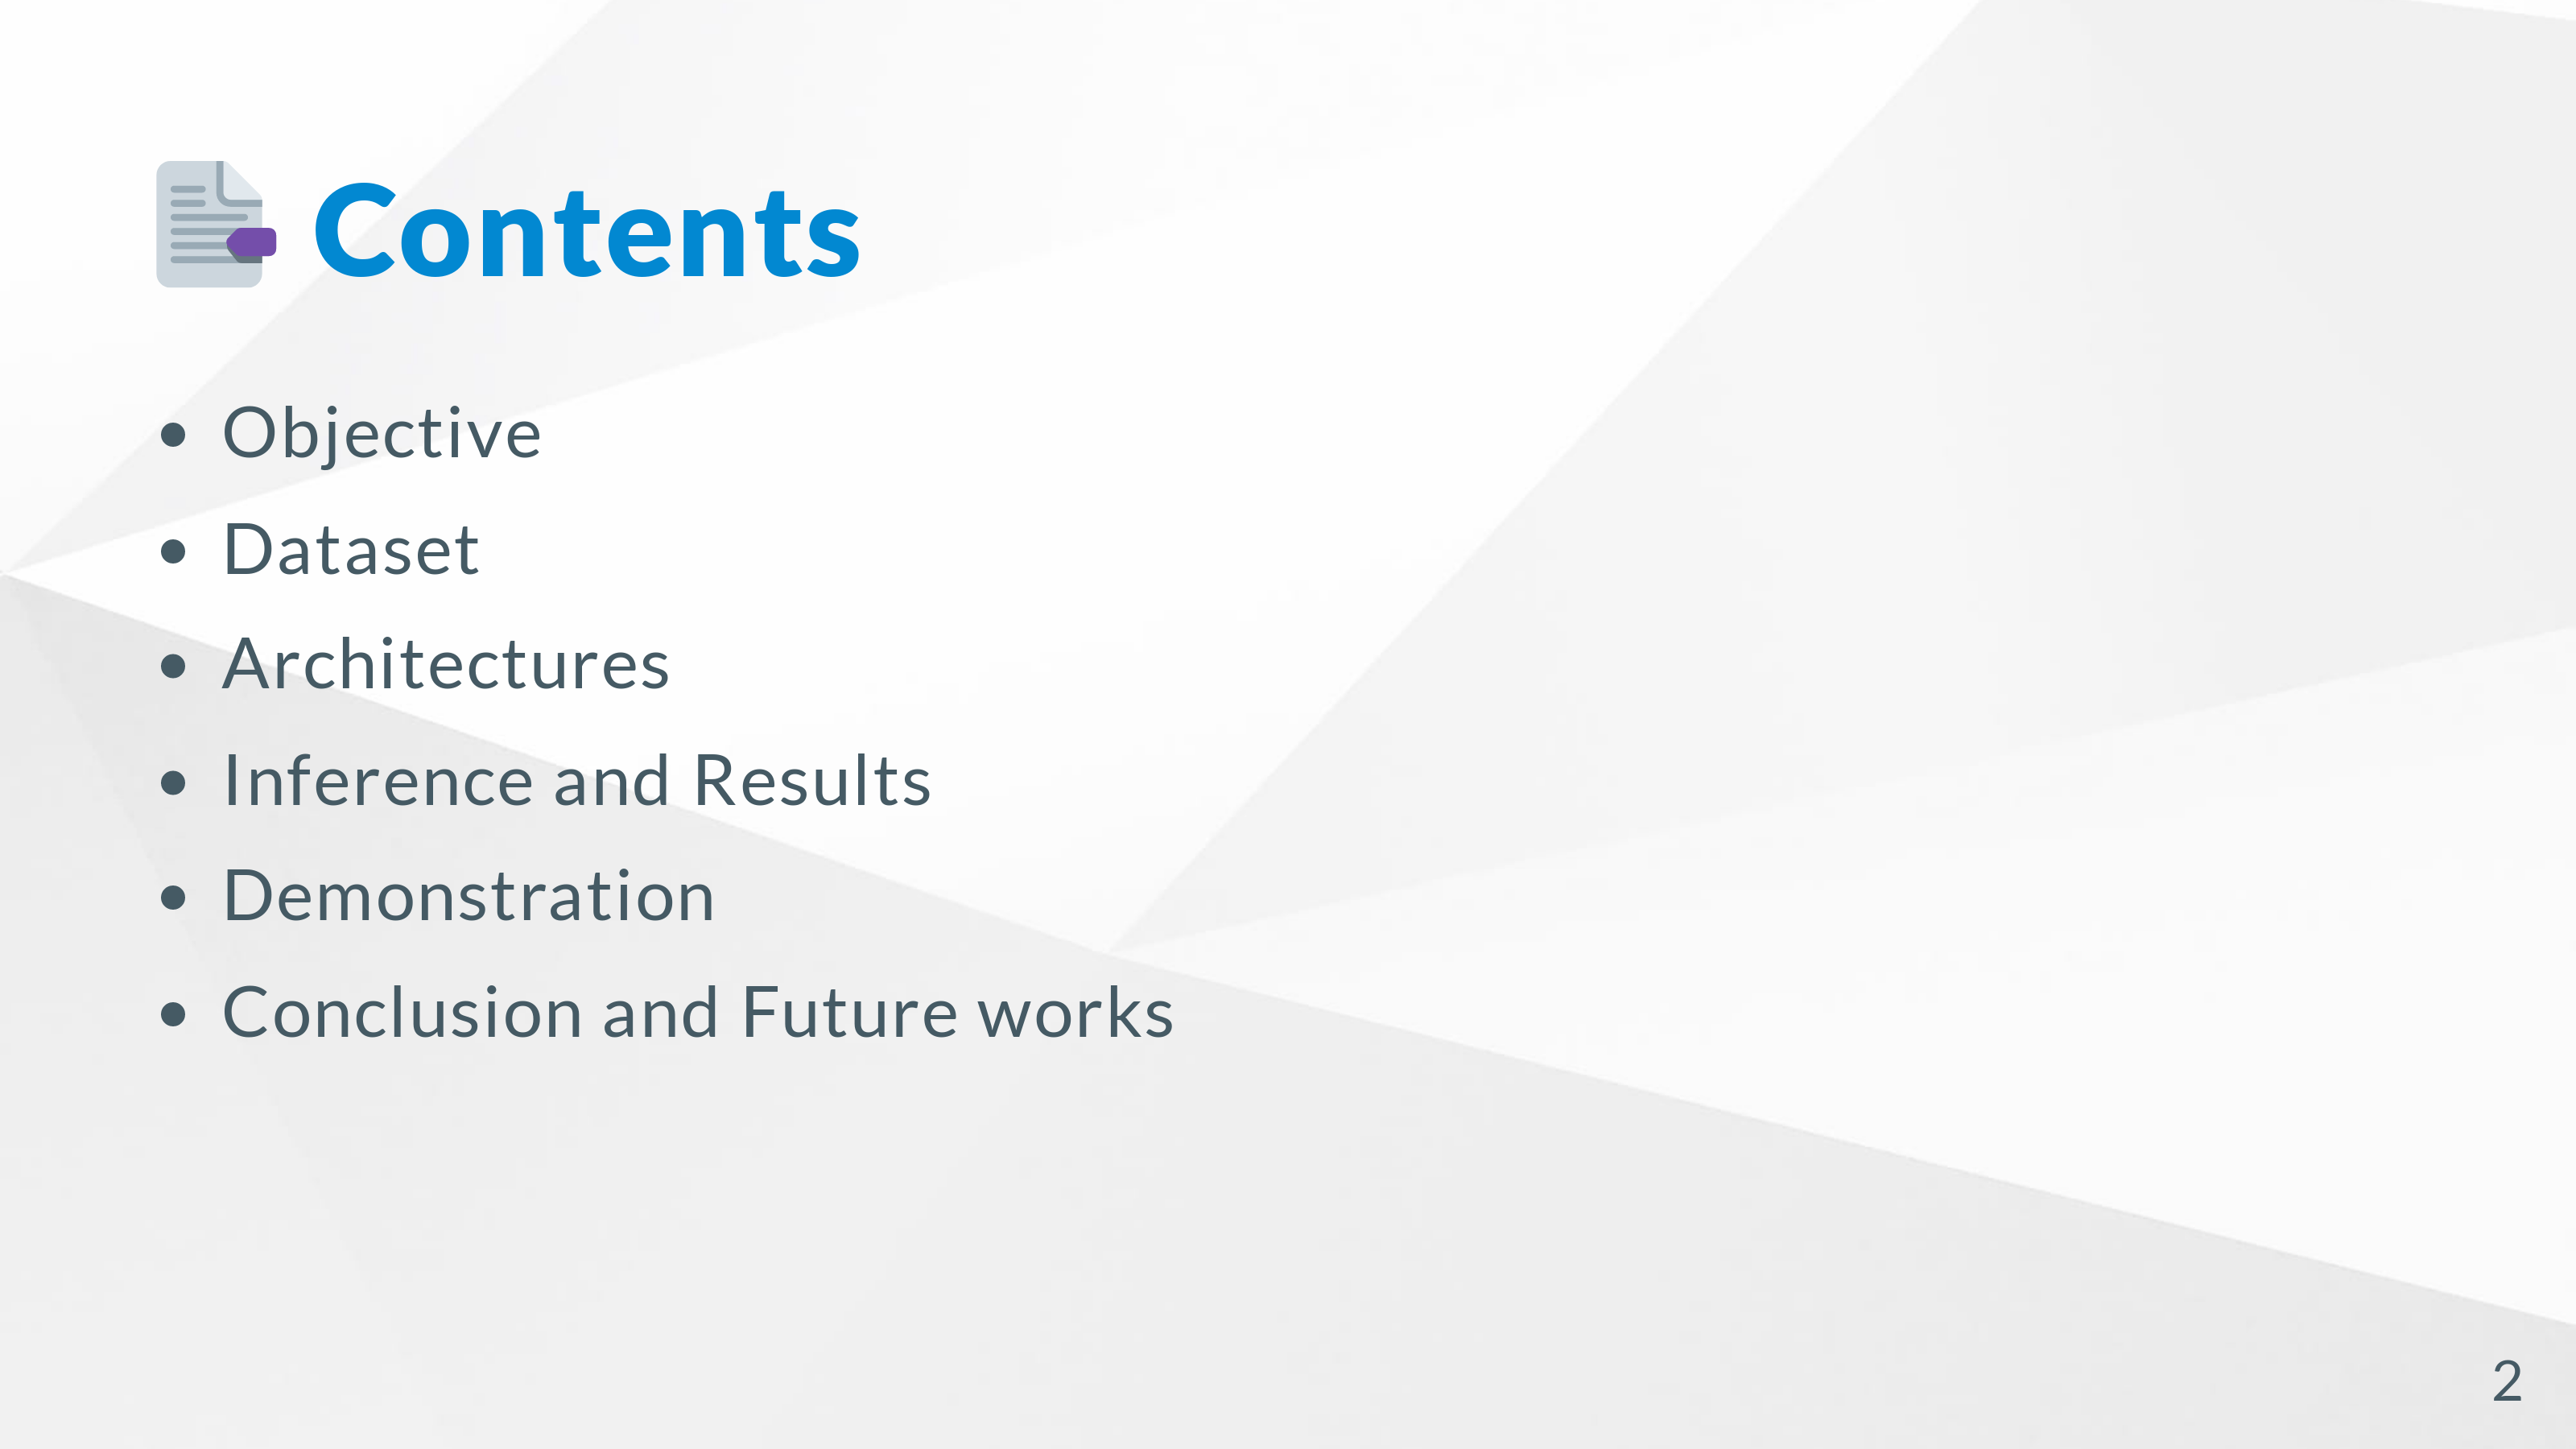 Contents
• Objective
• Dataset
• Architectures
• Inference and Results
• Demonstration
• Conclusion and Future works
2